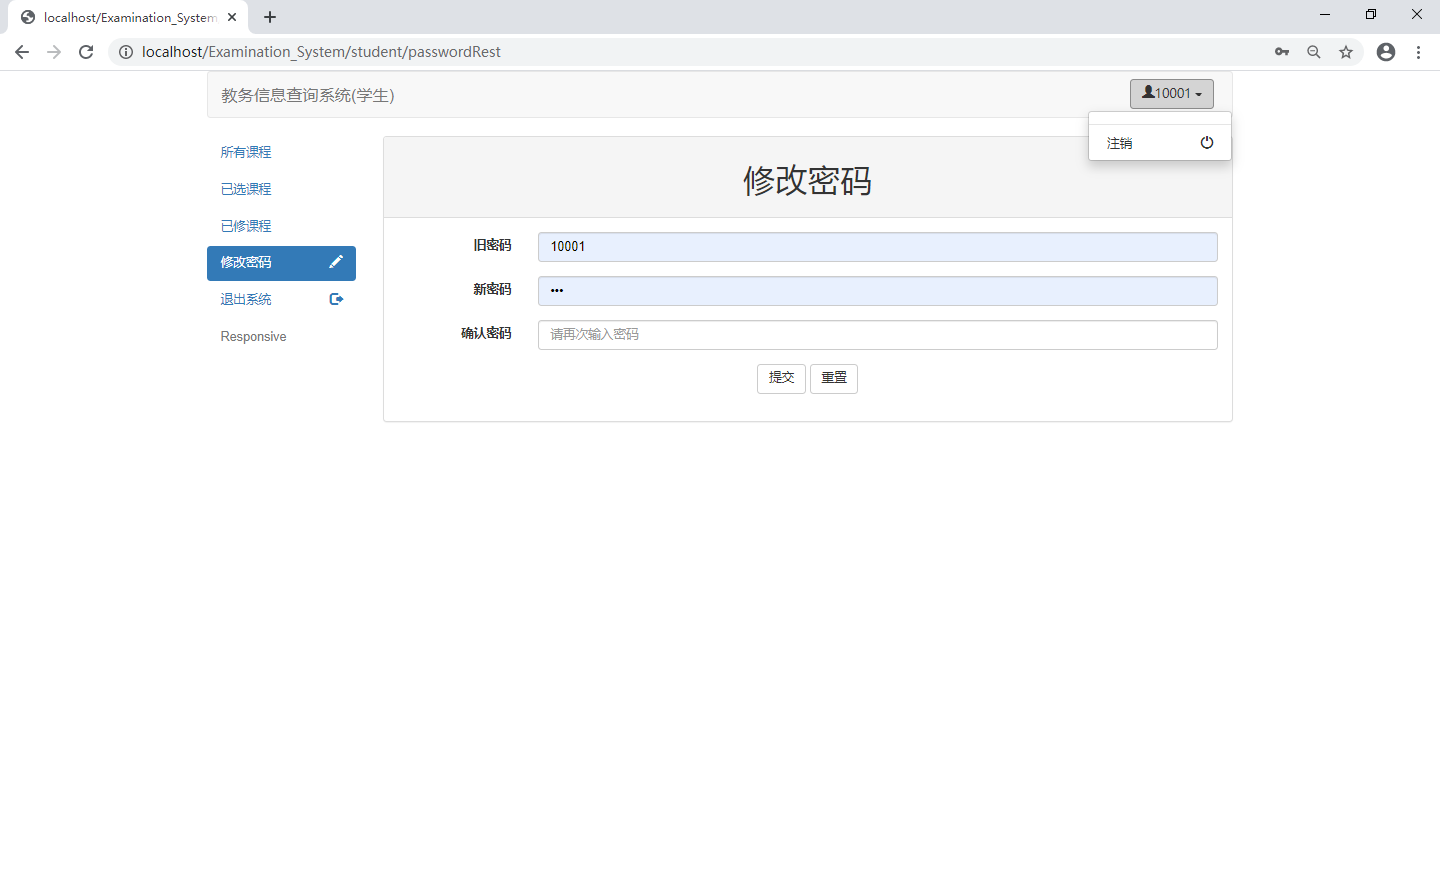 localhost/Examination_System
localhost/Examination_System/student/passwordRest
教务信息查询系统(学生)
10001
注销
所有课程
已选课程
已修课程
修改密码
退出系统
Responsive
修改密码
旧密码
10001
新密码
•••
确认密码
请再次输入密码
提交 重置